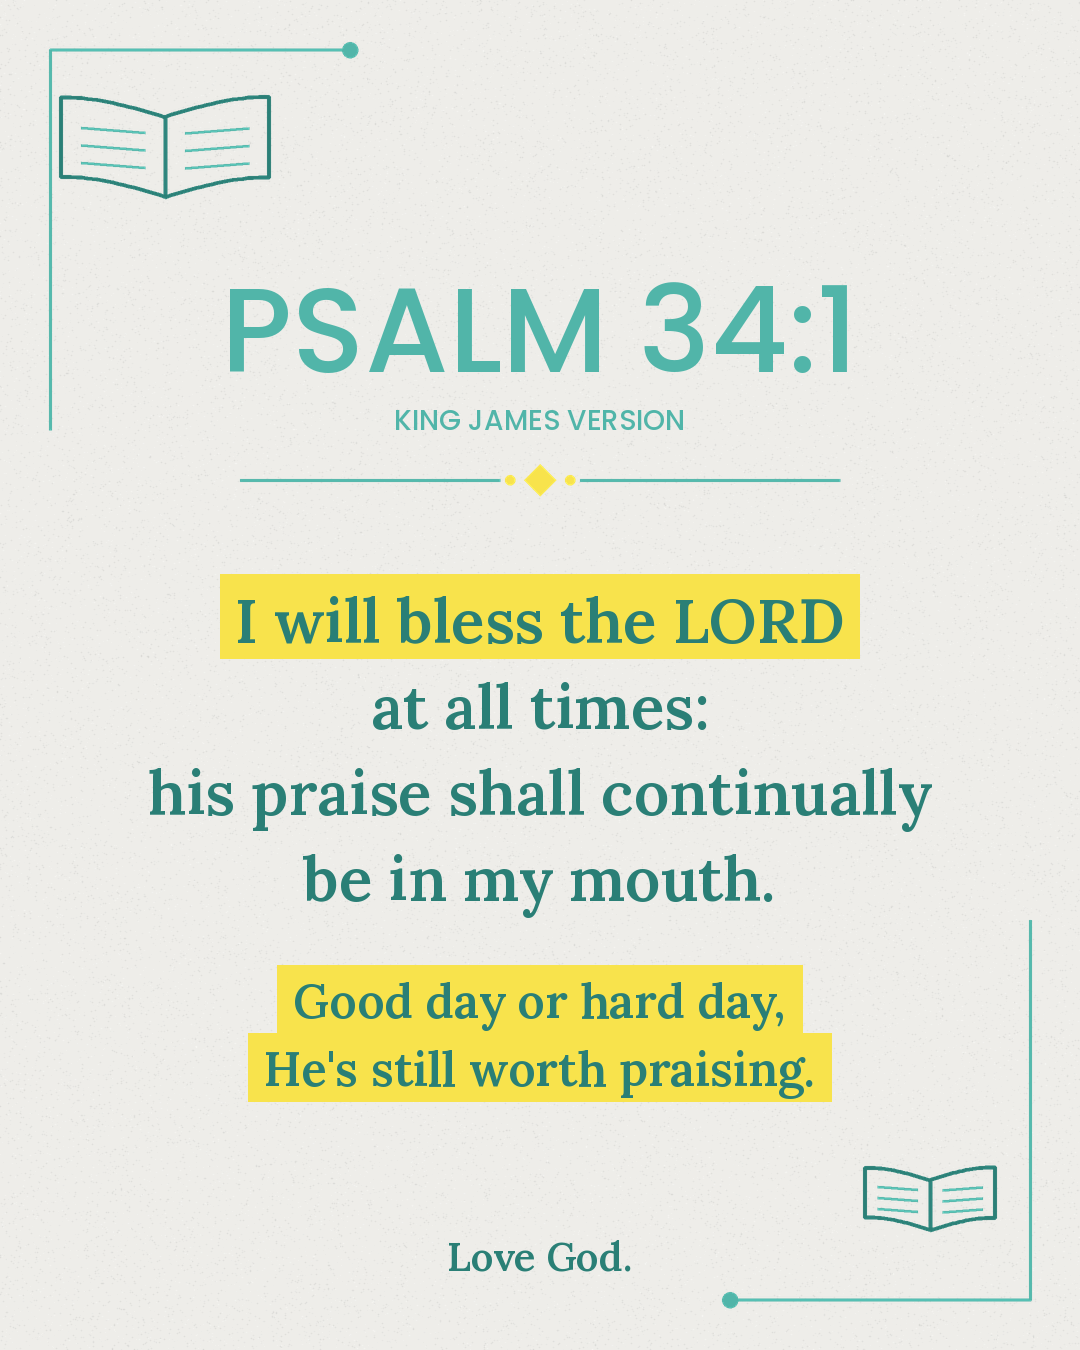 PSALM 34:1
KING JAMES VERSION
I will bless the LORD
at all times:
his praise shall continually
be in my mouth.
Good day or hard day,
He's still worth praising.
Love God.